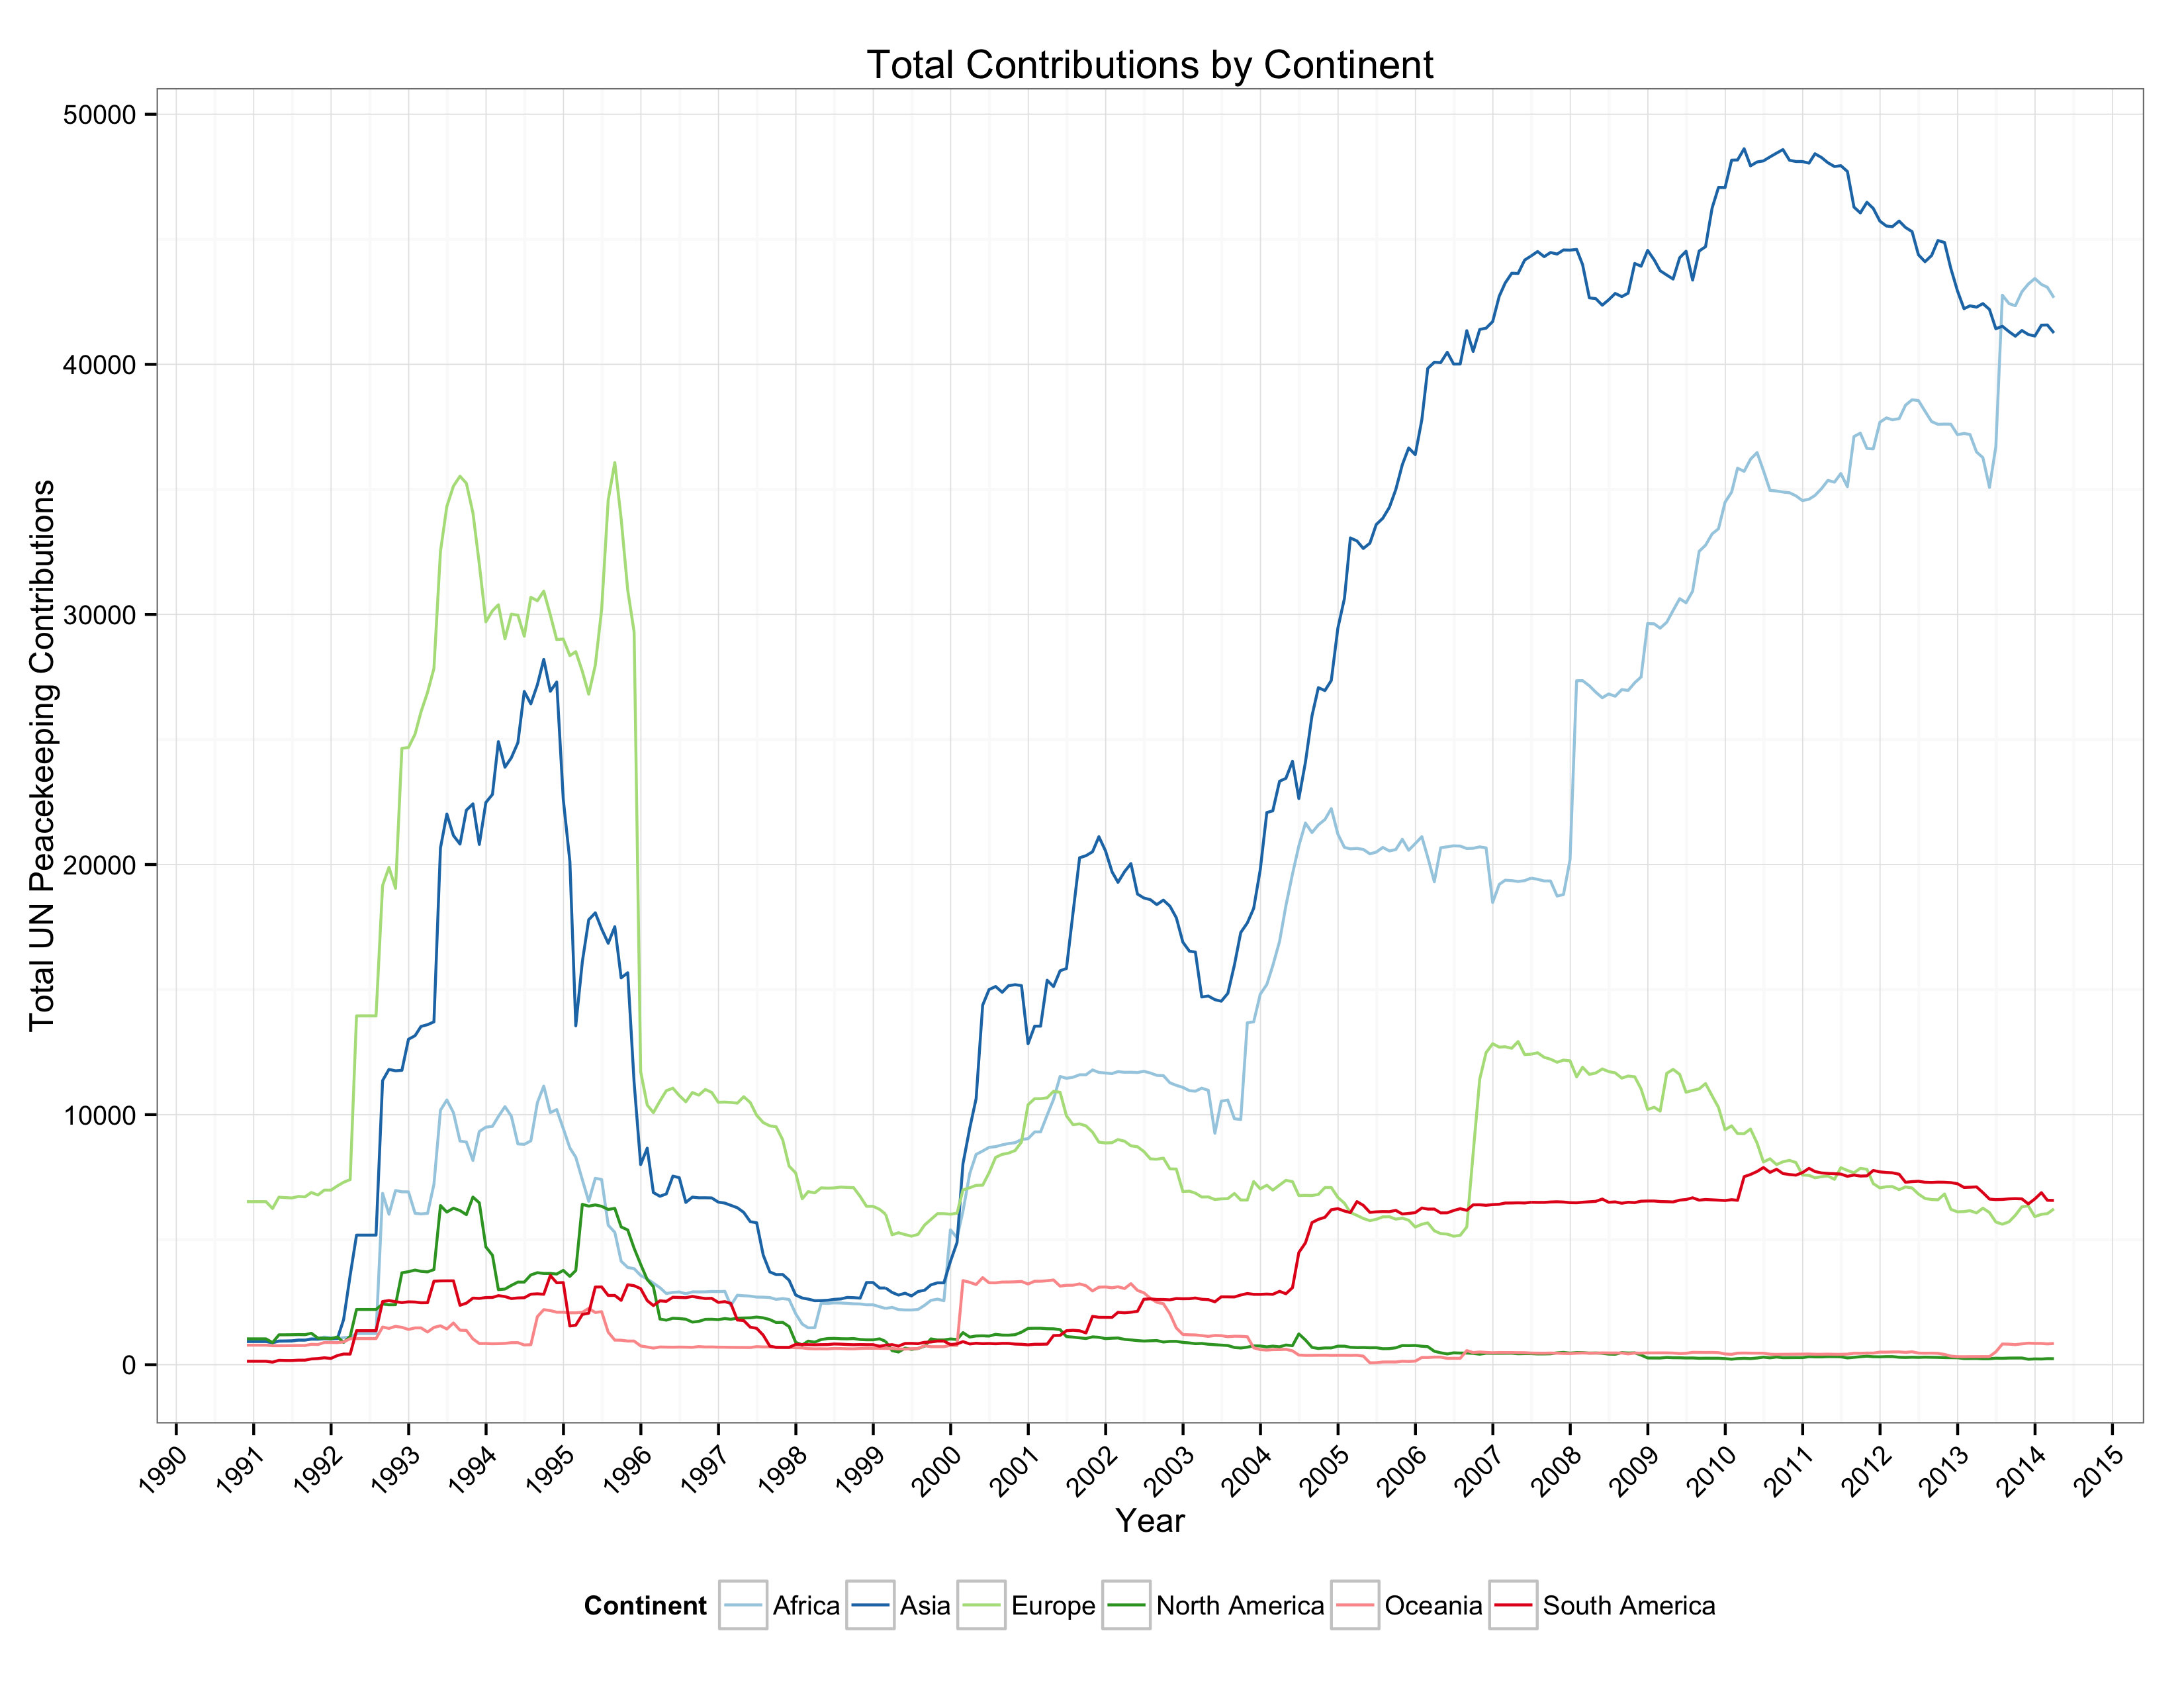 Total Contributions by Continent
Total UN Peacekeeping Contributions
50000
40000
30000
20000
10000
0
1990 1991 1992 1993 1994 1995 1996 1997 1998 1999 2000 2001 2002 2003 2004 2005 2006 2007 2008 2009 2010 2011 2012 2013 2014 2015
Year
Continent Africa Asia Europe North America Oceania South America